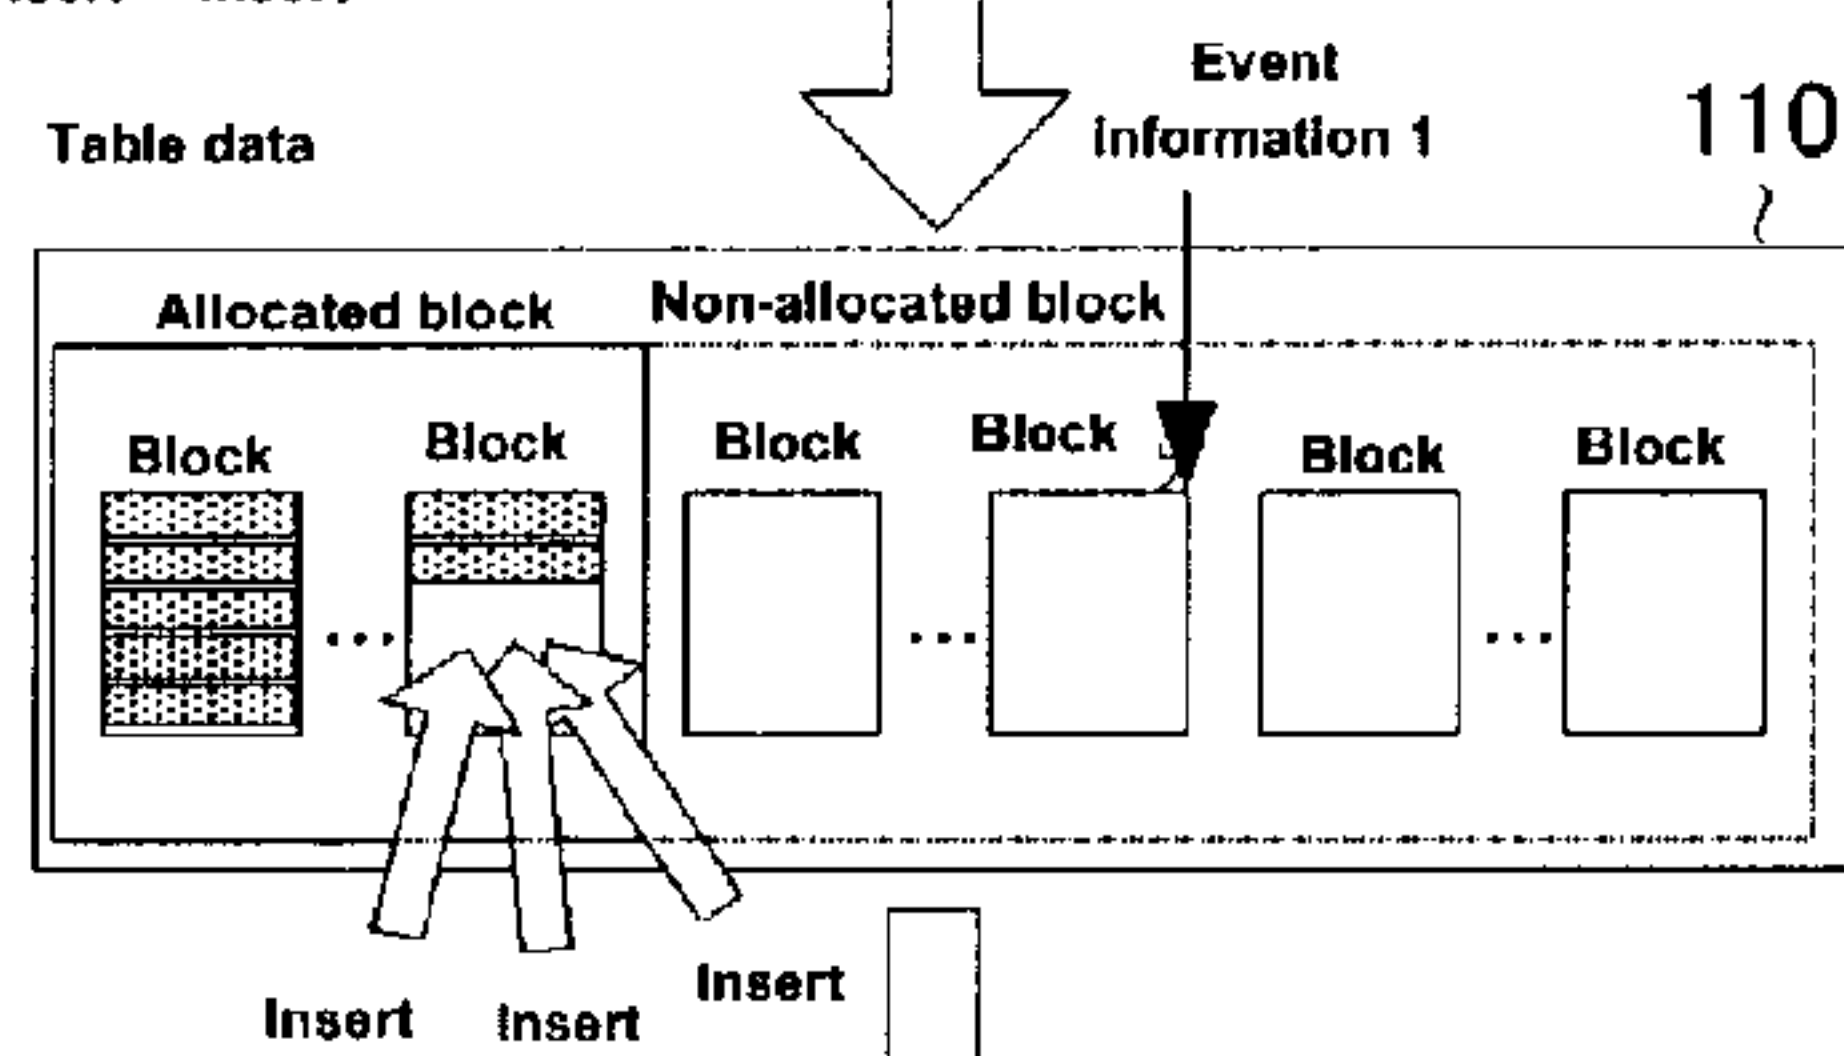 Event
Information 1
110
Table data
Allocated block
Non-allocated block
Block
Block
Block
Block
Block
Block
...
...
...
Insert
Insert
Insert